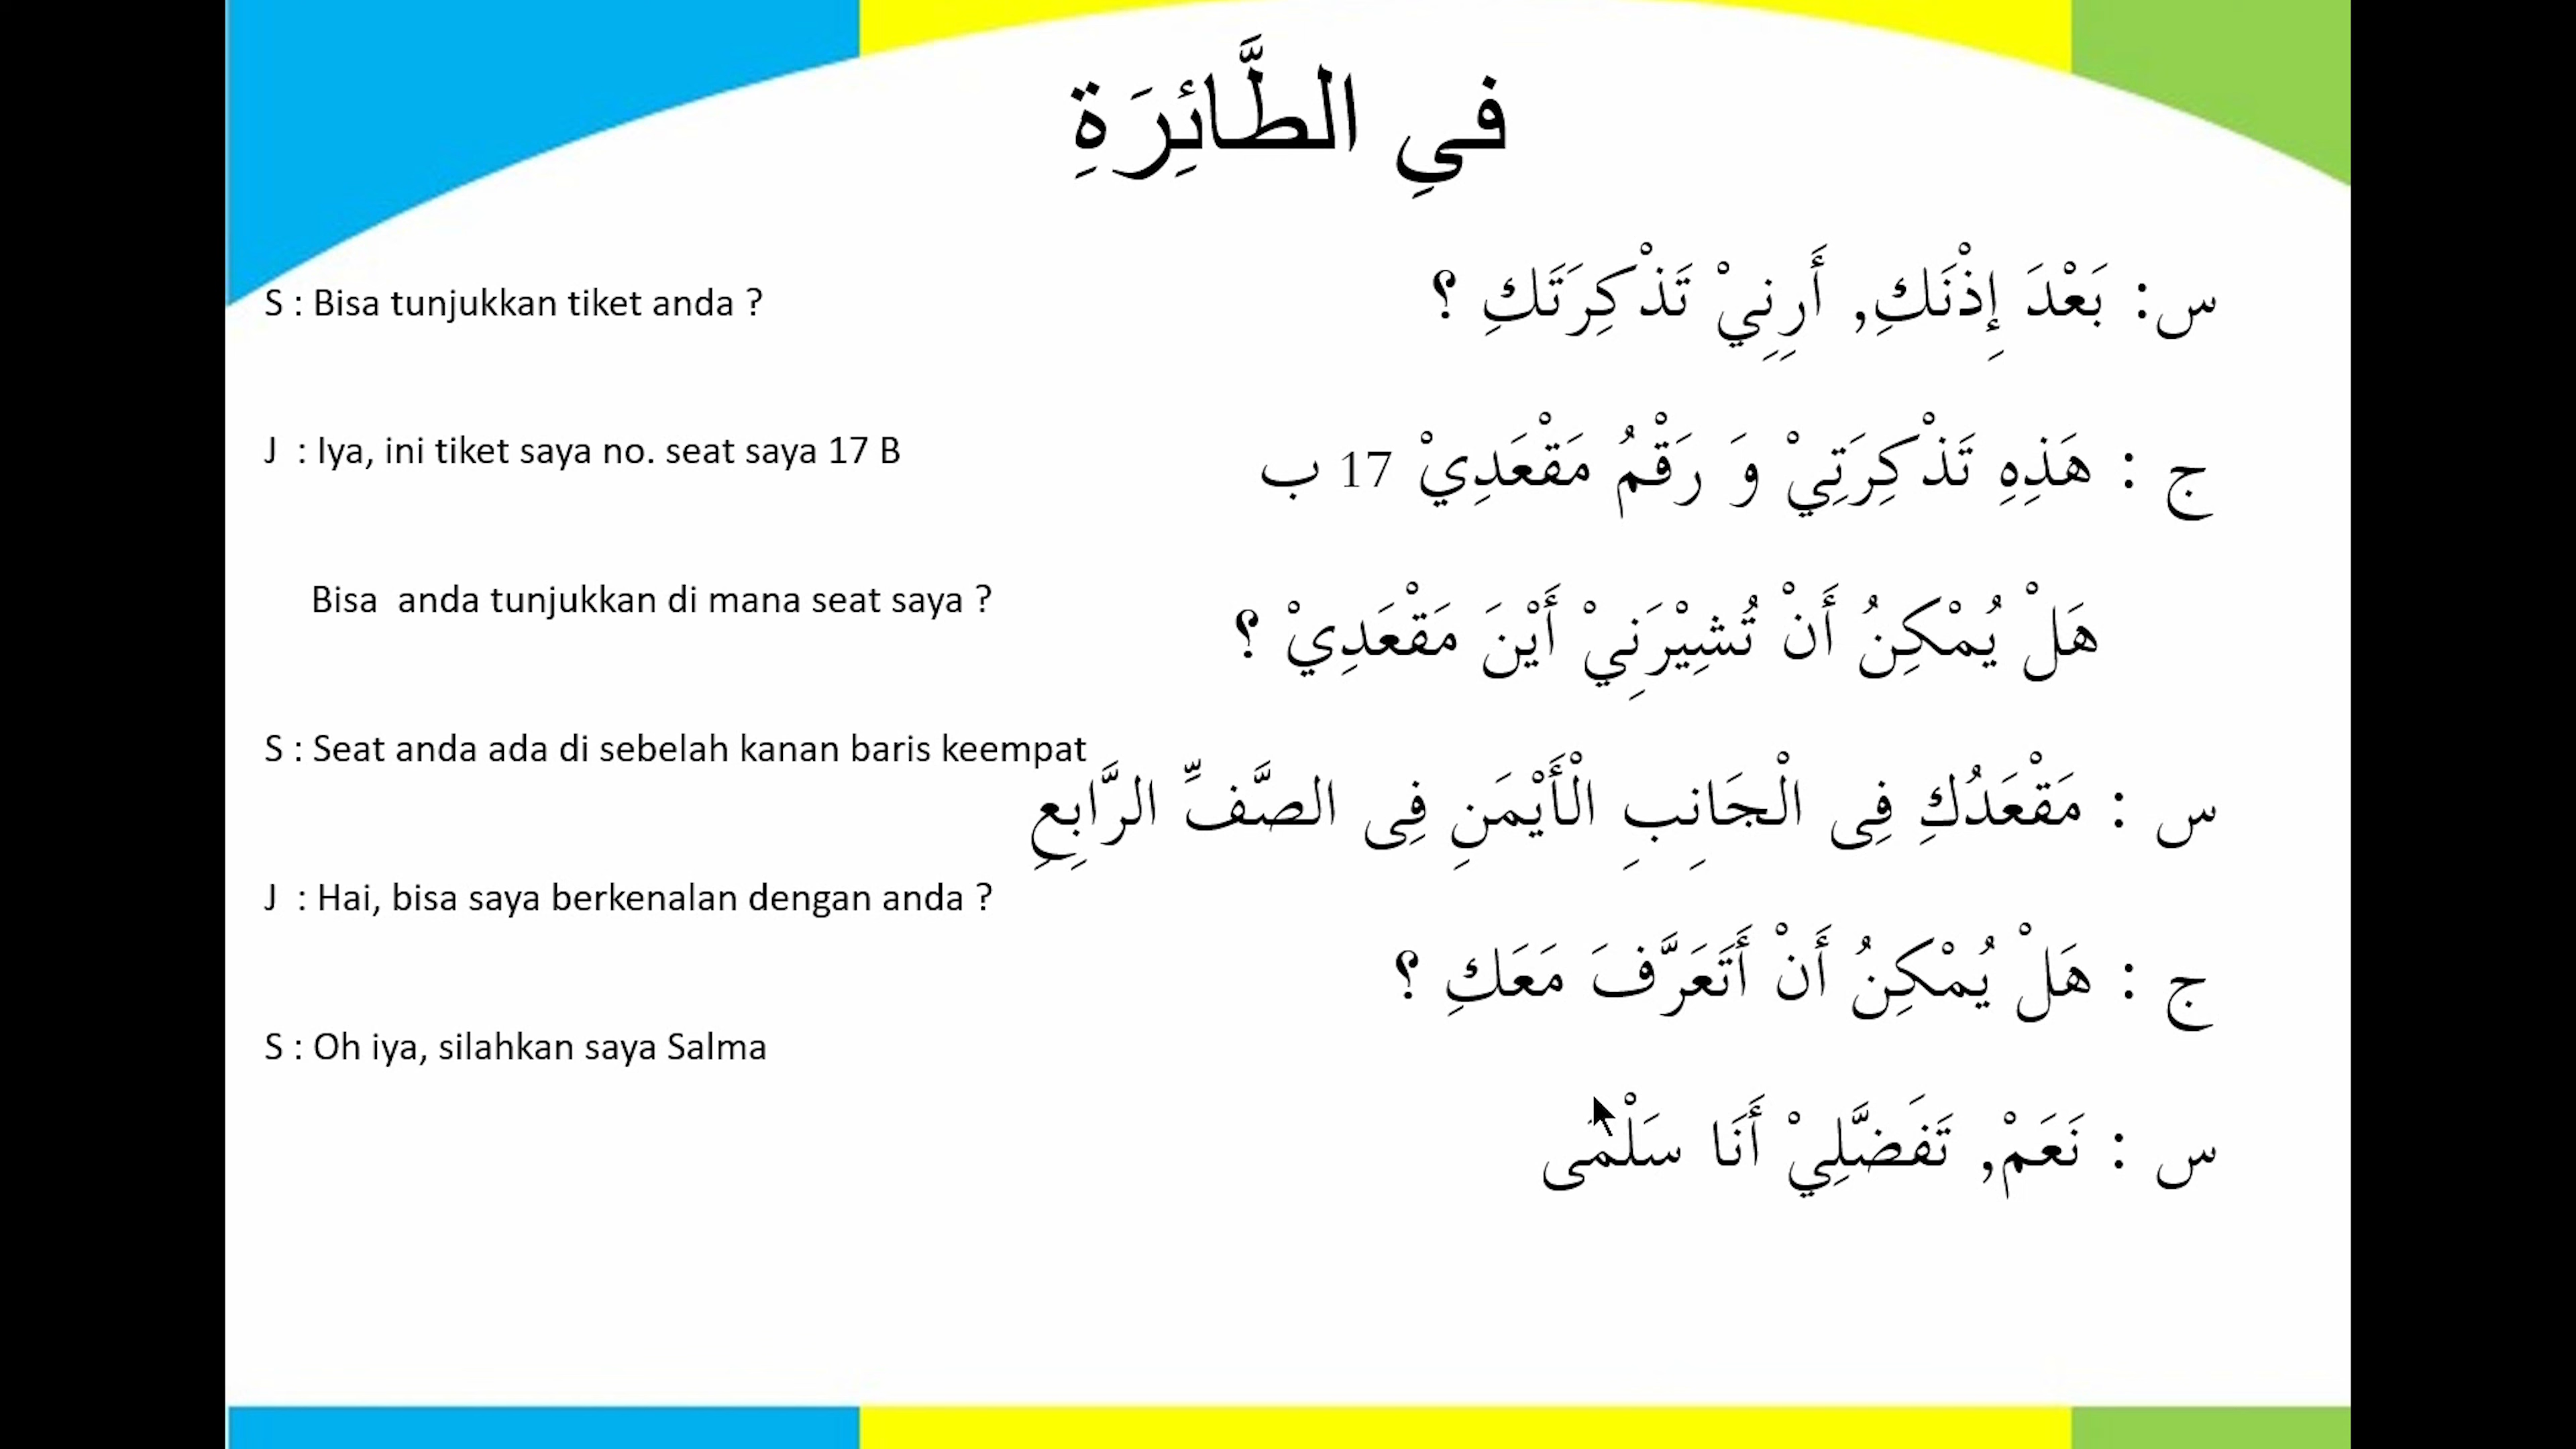 في الطَّائِرَةِ
S : Bisa tunjukkan tiket anda ?
س: بَعْدَ إِذْنَكِ, أَرِنِيْ تَذْكِرَتَكِ ؟
J : Iya, ini tiket saya no. seat saya 17 B
ج : هَذِهِ تَذْكِرَتِيْ وَ رَقْمُ مَقْعَدِيْ 17 ب
Bisa anda tunjukkan di mana seat saya ?
هَلْ يُمْكِنُ أَنْ تُشِيْرَنِيْ أَيْنَ مَقْعَدِيْ ؟
S : Seat anda ada di sebelah kanan baris keempat
س : مَقْعَدُكِ فِى الْجَانِبِ الْأَيْمَنِ فِى الصَّفِّ الرَّابِعِ
J : Hai, bisa saya berkenalan dengan anda ?
ج : هَلْ يُمْكِنُ أَنْ أَتَعَرَّفَ مَعَكِ ؟
S : Oh iya, silahkan saya Salma
س : نَعَمْ, تَفَضَّلِيْ أَنَا سَلْمَى